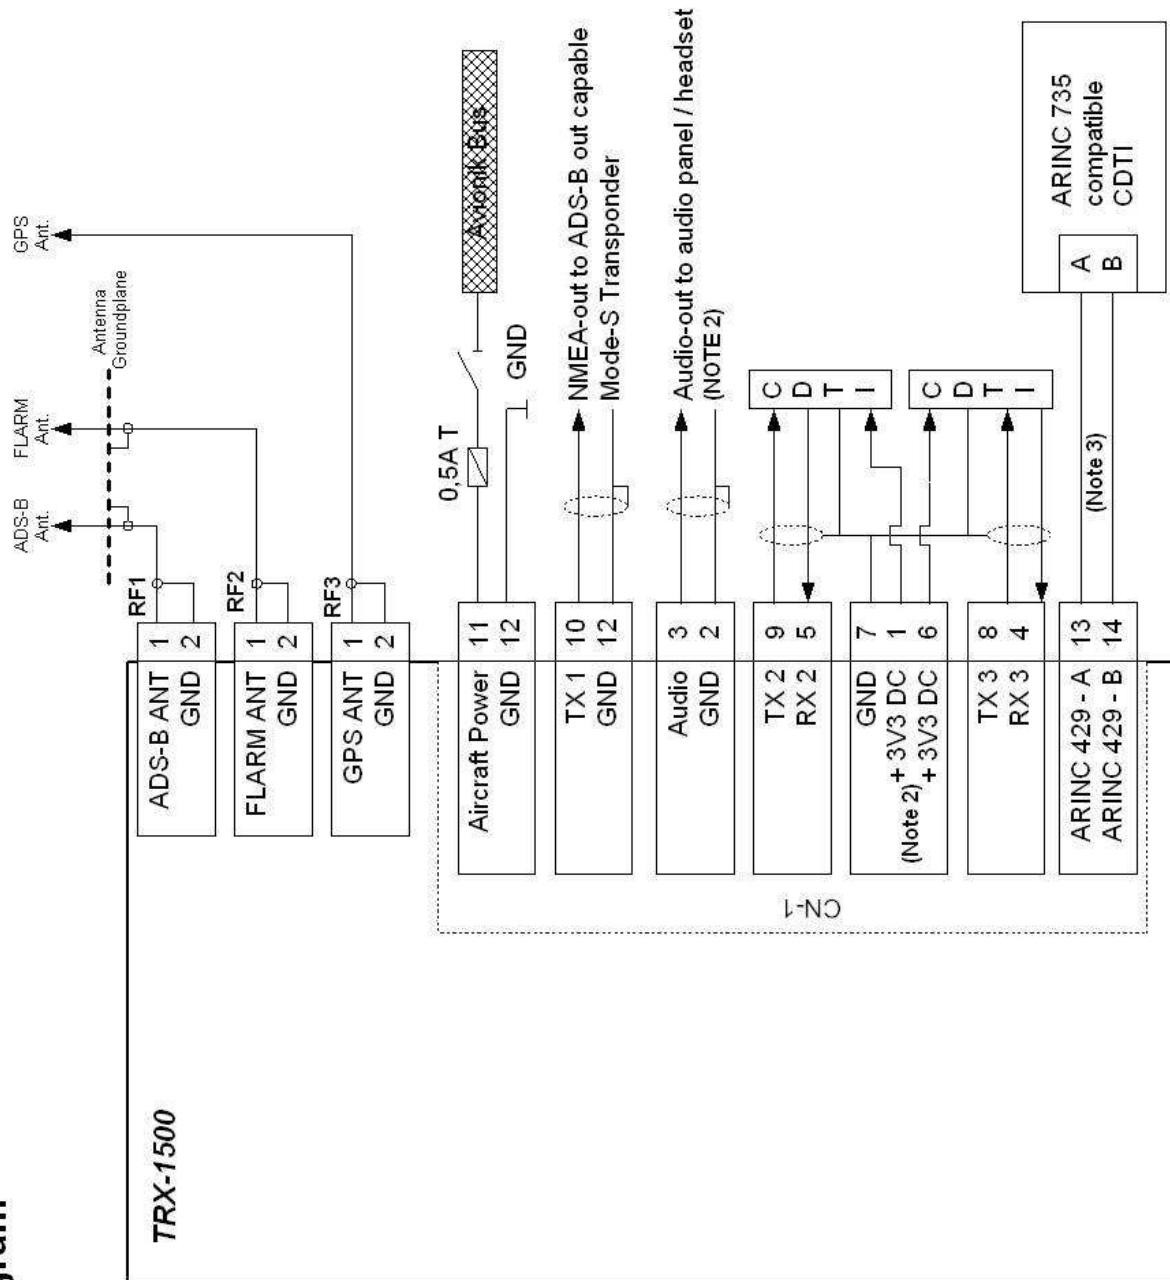 gram
TRX-1500
ADS-B
Ant.
FLARM
Ant.
GPS
Ant.
Antenna
Groundplane
RF1
ADS-B ANT 1
GND 2
RF2
FLARM ANT 1
GND 2
RF3
GPS ANT 1
GND 2
Aircraft Power 11
GND 12
0,5A T
Avionik Bus
GND
TX 1 10
GND 12
NMEA-out to ADS-B out capable
Mode-S Transponder
Audio 3
GND 2
Audio-out to audio panel / headset
(NOTE 2)
TX 2 9
RX 2 5
C
D
T
I
GND 7
(Note 2) + 3V3 DC 1
+ 3V3 DC 6
TX 3 8
RX 3 4
C
D
T
I
ARINC 429 - A 13
ARINC 429 - B 14
(Note 3)
A
B
ARINC 735
compatible
CDTI
CN-1